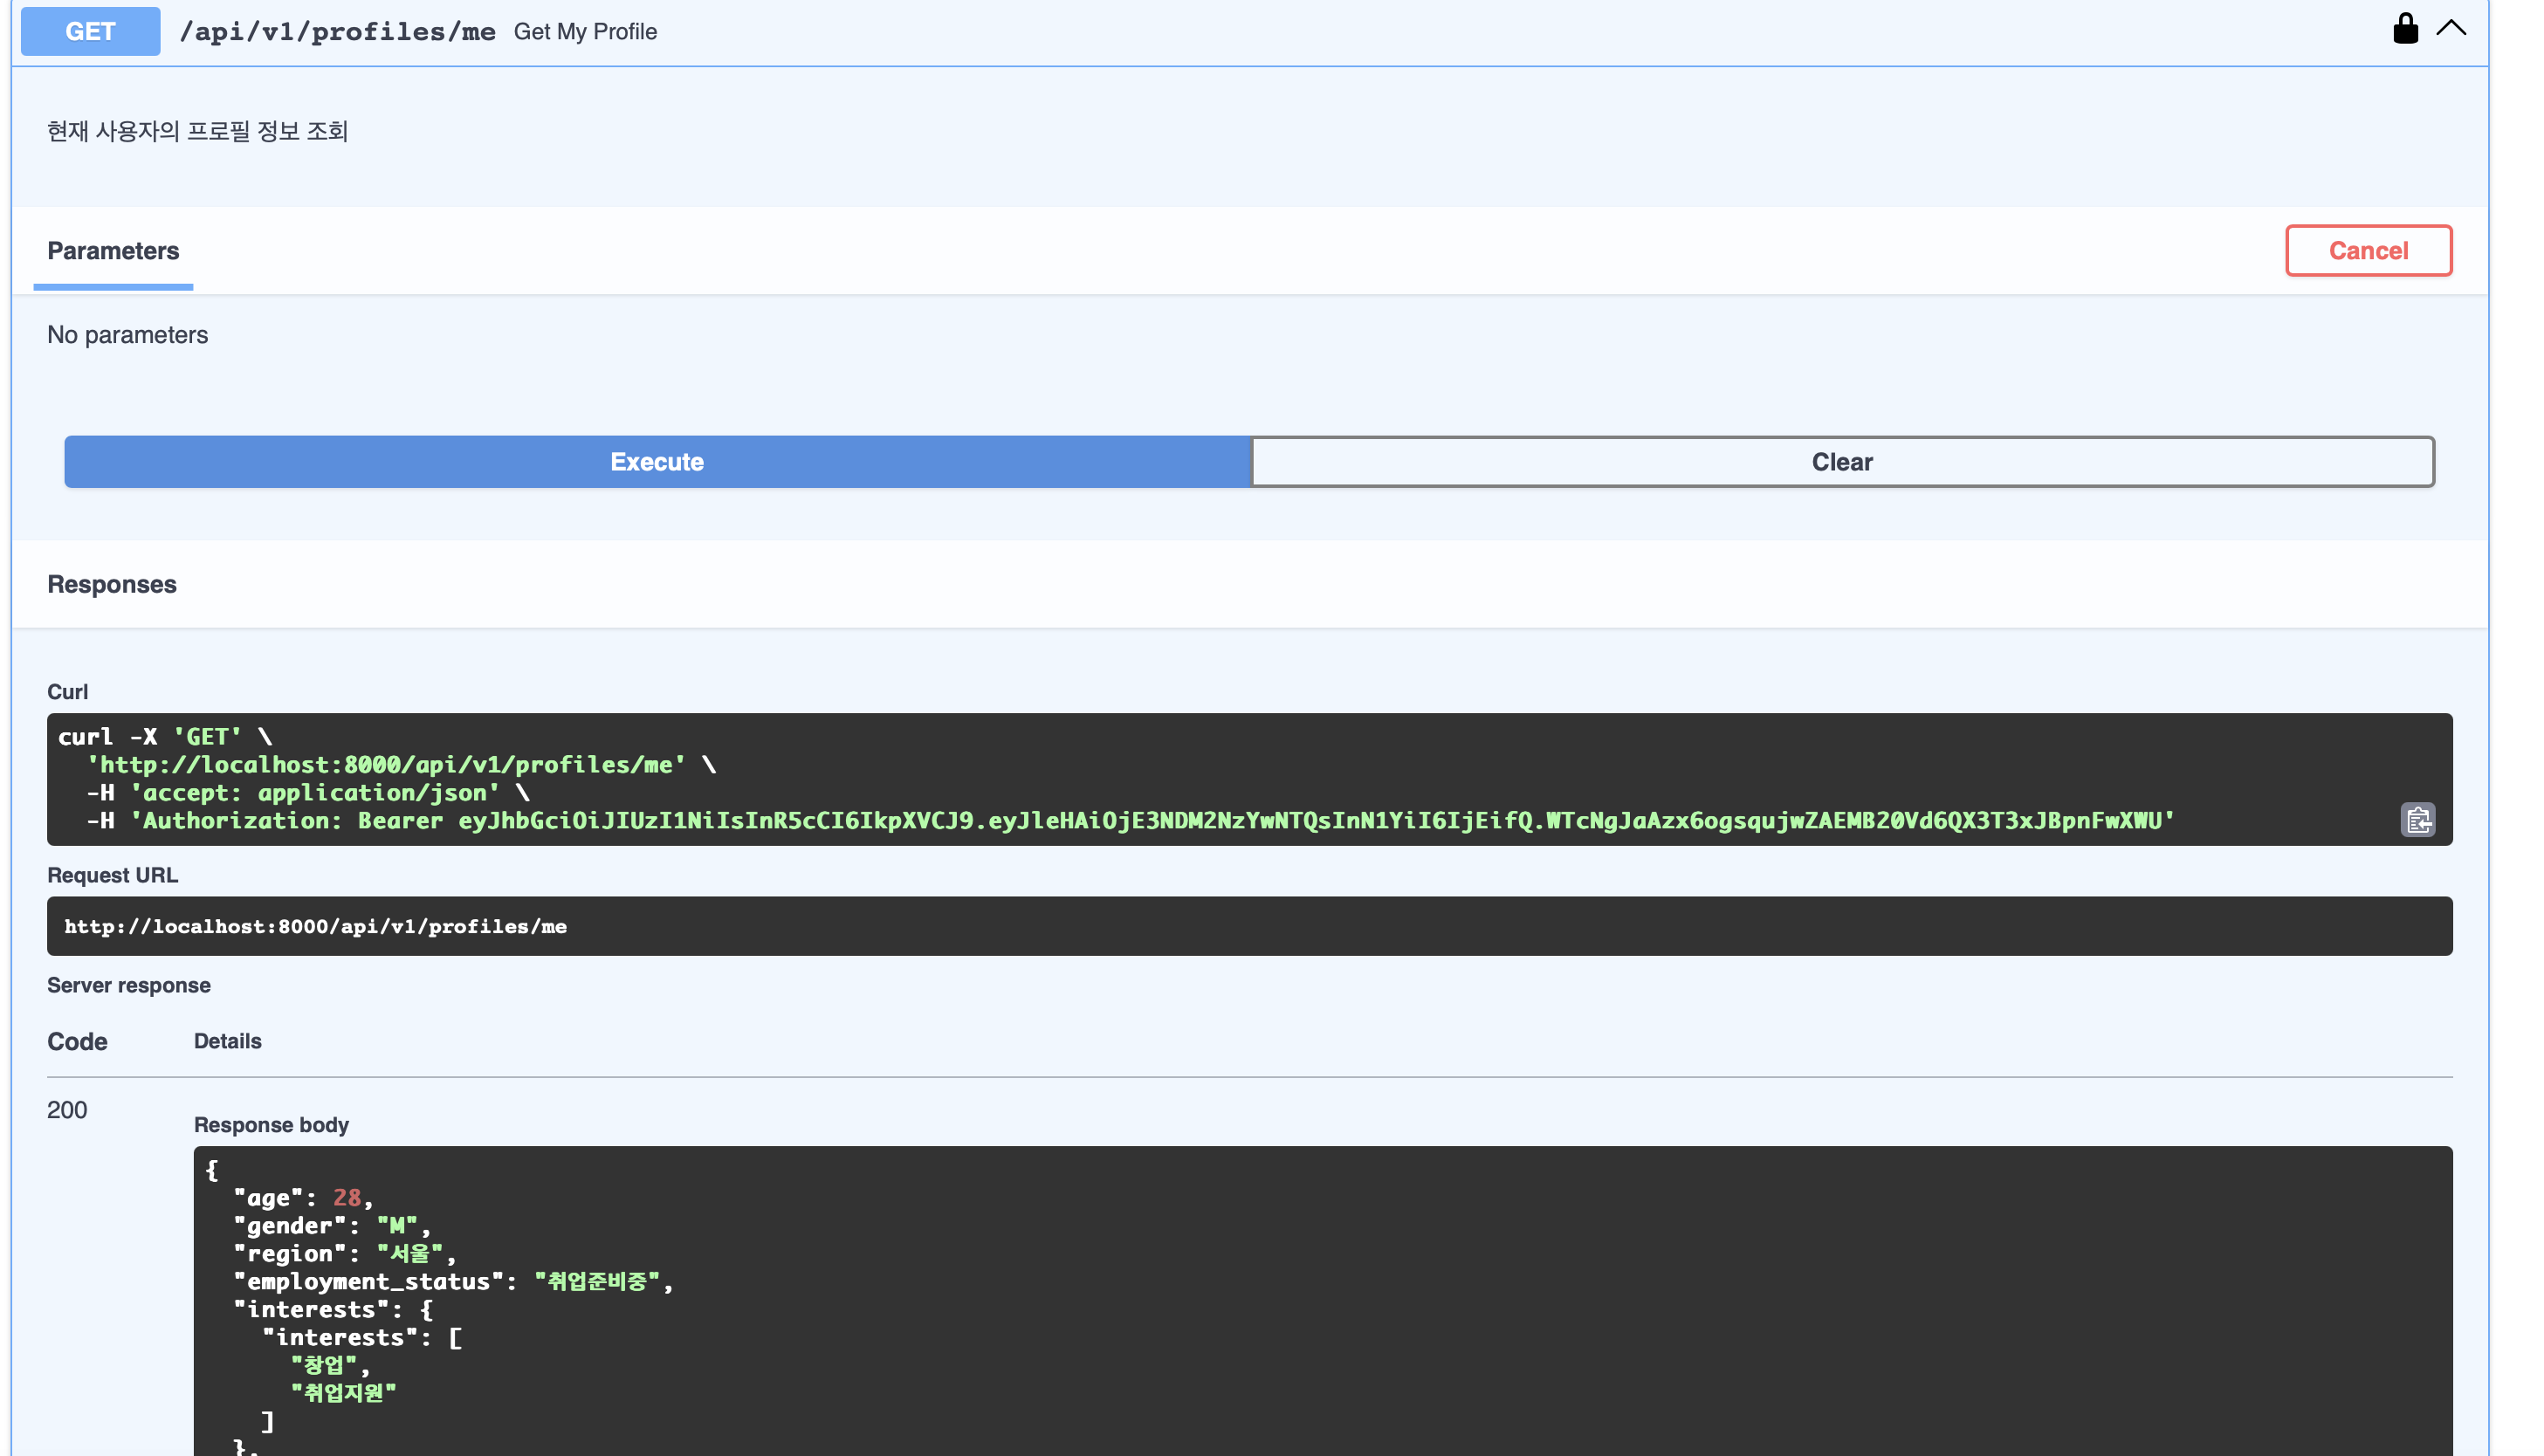 GET /api/v1/profiles/me Get My Profile
현재 사용자의 프로필 정보 조회
Parameters
Cancel
No parameters
Execute
Clear
Responses
Curl
curl -X 'GET' \
  'http://localhost:8000/api/v1/profiles/me' \
  -H 'accept: application/json' \
  -H 'Authorization: Bearer eyJhbGciOiJIUzI1NiIsInR5cCI6IkpXVCJ9.eyJleHAiOjE3NDM2NzYwNTQsInN1YiI6IjEifQ.WTcNgJaAzx6ogsqujwZAEMB20Vd6QX3T3xJBpnFwXWU'
Request URL
http://localhost:8000/api/v1/profiles/me
Server response
Code Details
200
Response body
{
  "age": 28,
  "gender": "M",
  "region": "서울",
  "employment_status": "취업준비중",
  "interests": {
    "interests": [
      "창업",
      "취업지원"
    ]
  },